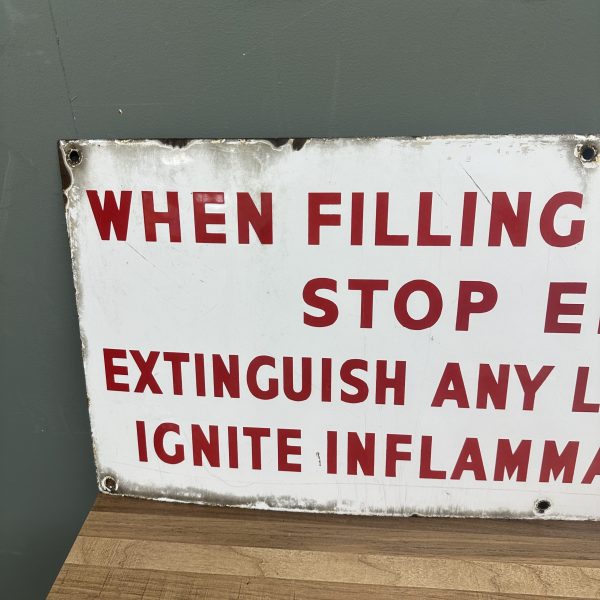 WHEN FILLING
STOP E
EXTINGUISH ANY L
IGNITE INFLAMMA